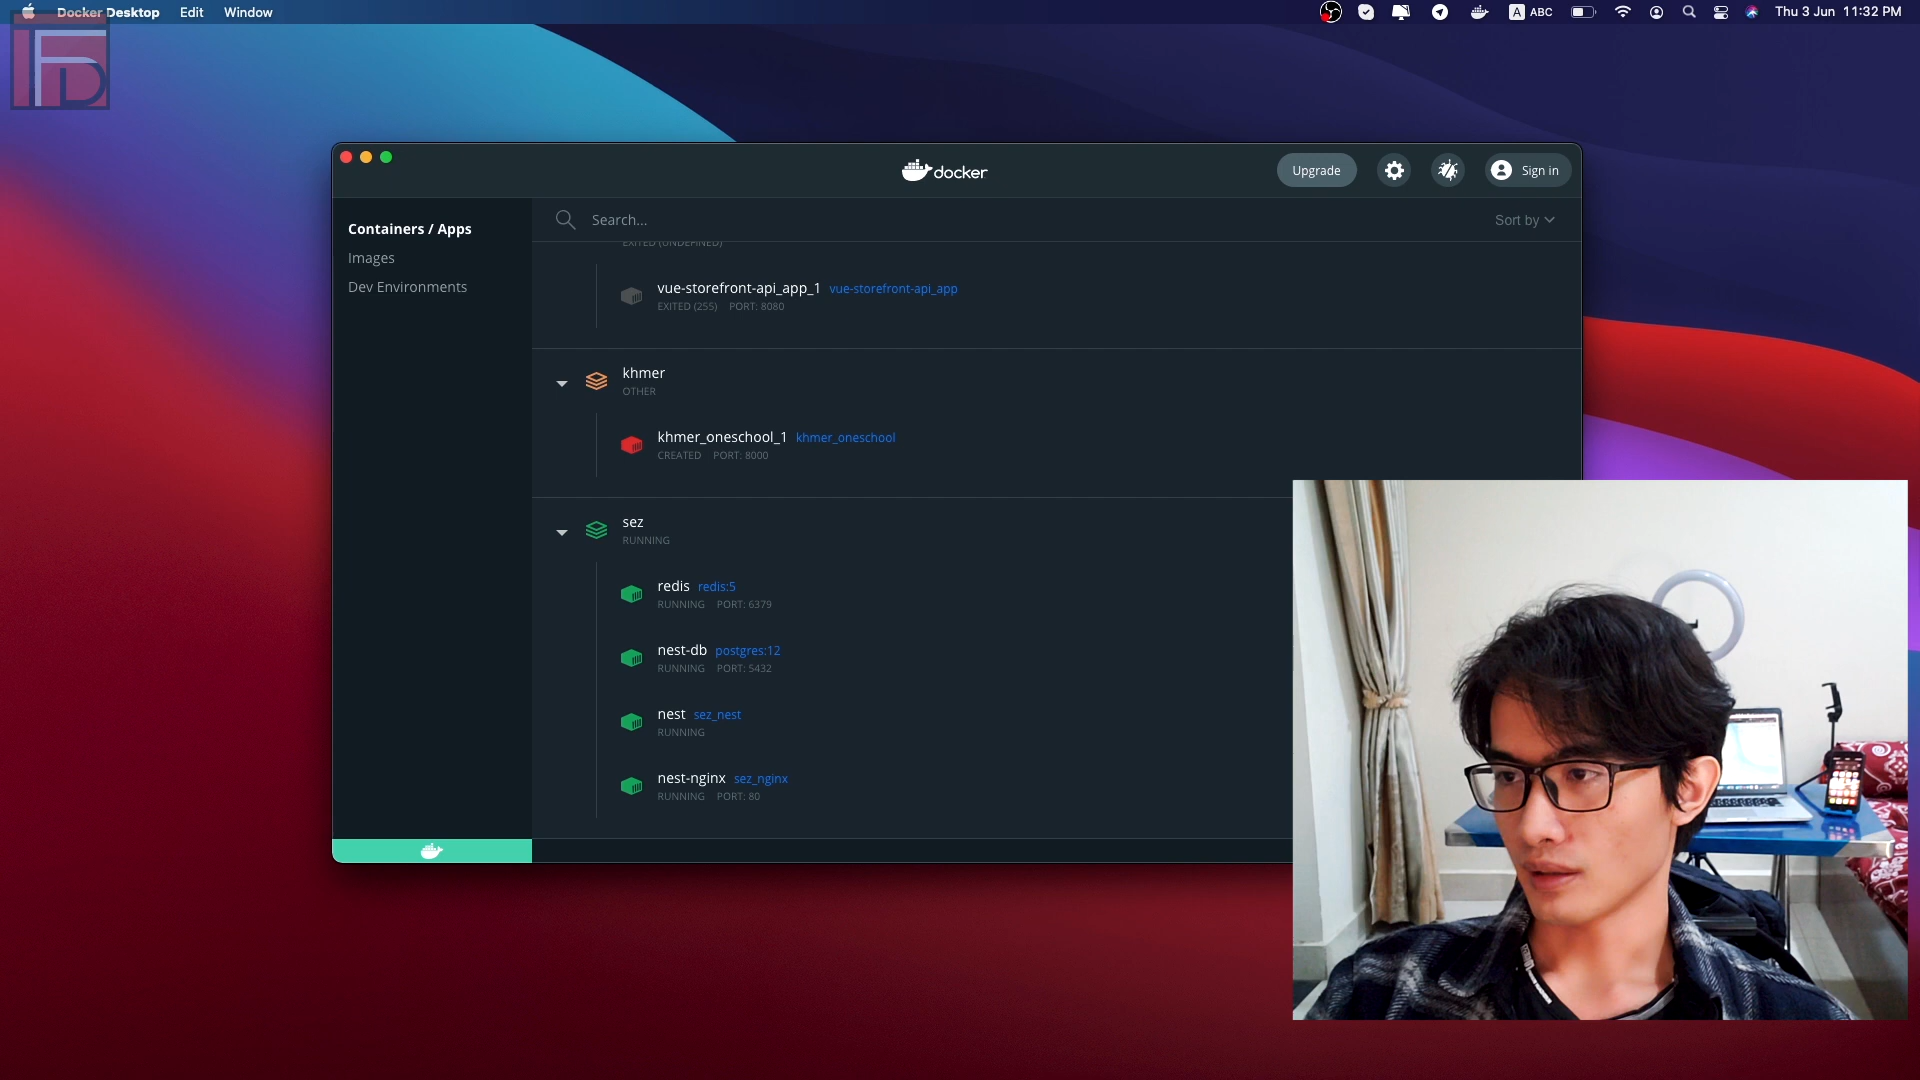 Docker Desktop Edit Window
ABC Thu 3 Jun 11:32 PM
FD
docker
Upgrade
Sign in
Containers / Apps
Images
Dev Environments
Search...
Sort by
EXITED (UNDEFINED)
vue-storefront-api_app_1 vue-storefront-api_app
EXITED (255) PORT: 8080
khmer
OTHER
khmer_oneschool_1 khmer_oneschool
CREATED PORT: 8000
sez
RUNNING
redis redis:5
RUNNING PORT: 6379
nest-db postgres:12
RUNNING PORT: 5432
nest sez_nest
RUNNING
nest-nginx sez_nginx
RUNNING PORT: 80